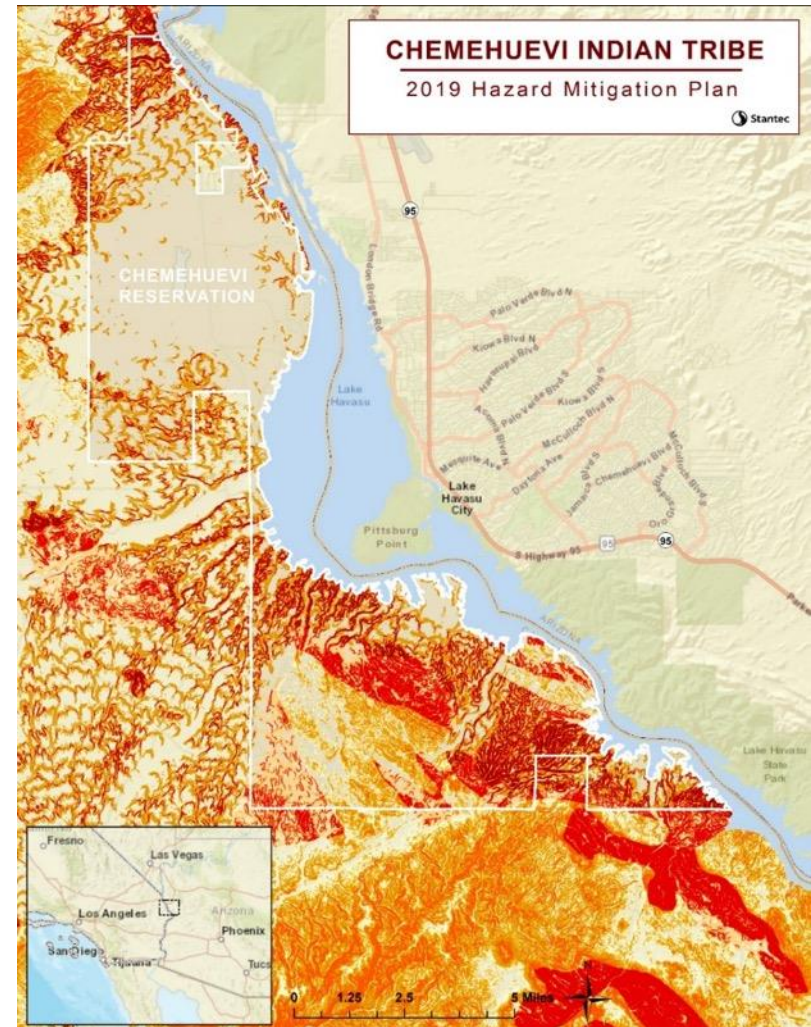 CHEMEHUEVI INDIAN TRIBE
2019 Hazard Mitigation Plan
Stantec
ARIZONA
95
London Bridge Rd
CHEMEHUEVI
RESERVATION
Palo Verde Blvd N
Kiowa Blvd N
Lake
Havasu
Palo Verde Blvd S
Kiowa Blvd S
Acoma Blvd N
McCulloch Blvd N
Mesquite Ave
Daytona Ave
Jamaica Blvd S
Chemehuevi Blvd
McCulloch Blvd S
Lake
Havasu
City
Pittsburg
Point
S Highway 95
95
95
ARIZONA
Lake Havasu
State
Park
Fresno
Las Vegas
Los Angeles
Arizona
Phoenix
San Diego
Tijuana
Tucs
N
0 1.25 2.5 5 Miles